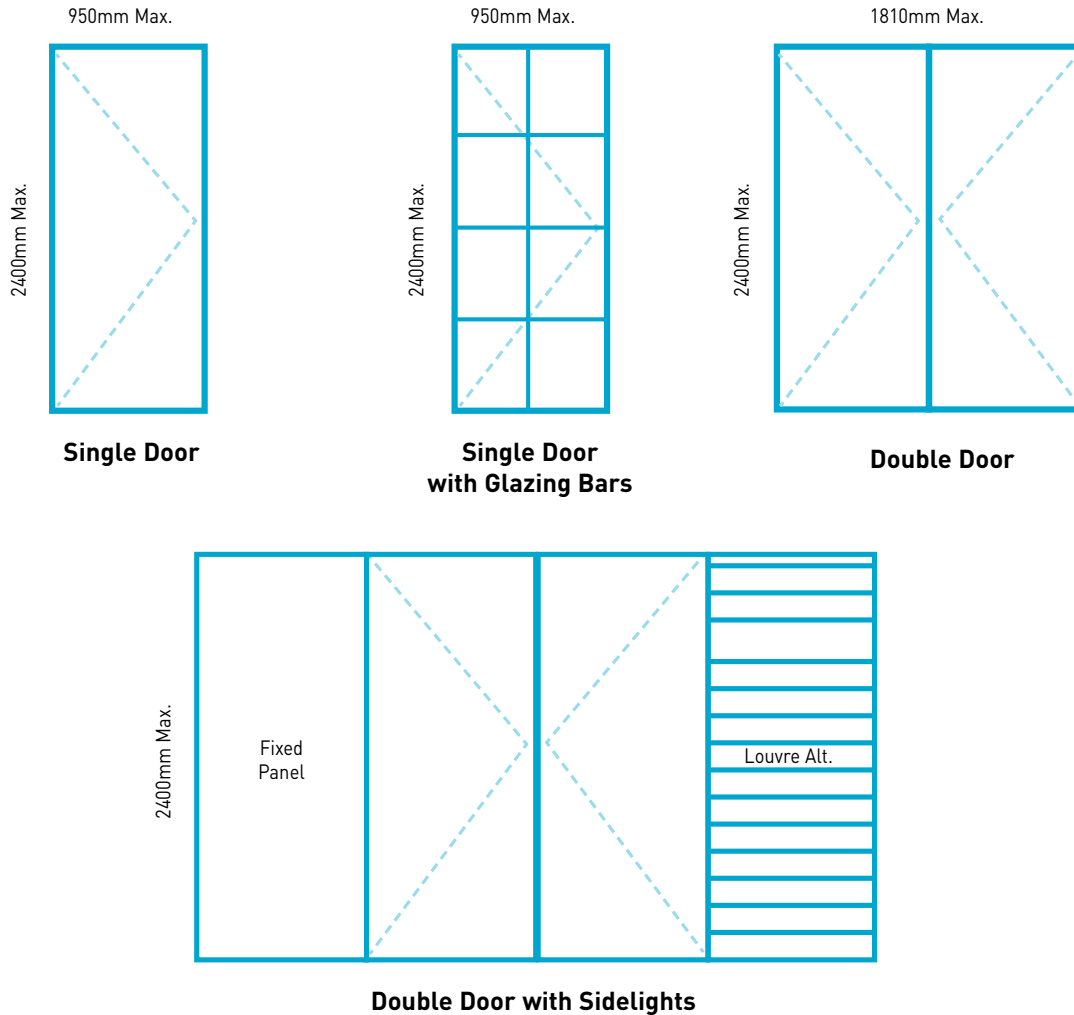 950mm Max.
950mm Max.
1810mm Max.
2400mm Max.
2400mm Max.
2400mm Max.
Single Door
Single Door
with Glazing Bars
Double Door
2400mm Max.
Fixed
Panel
Louvre Alt.
Double Door with Sidelights